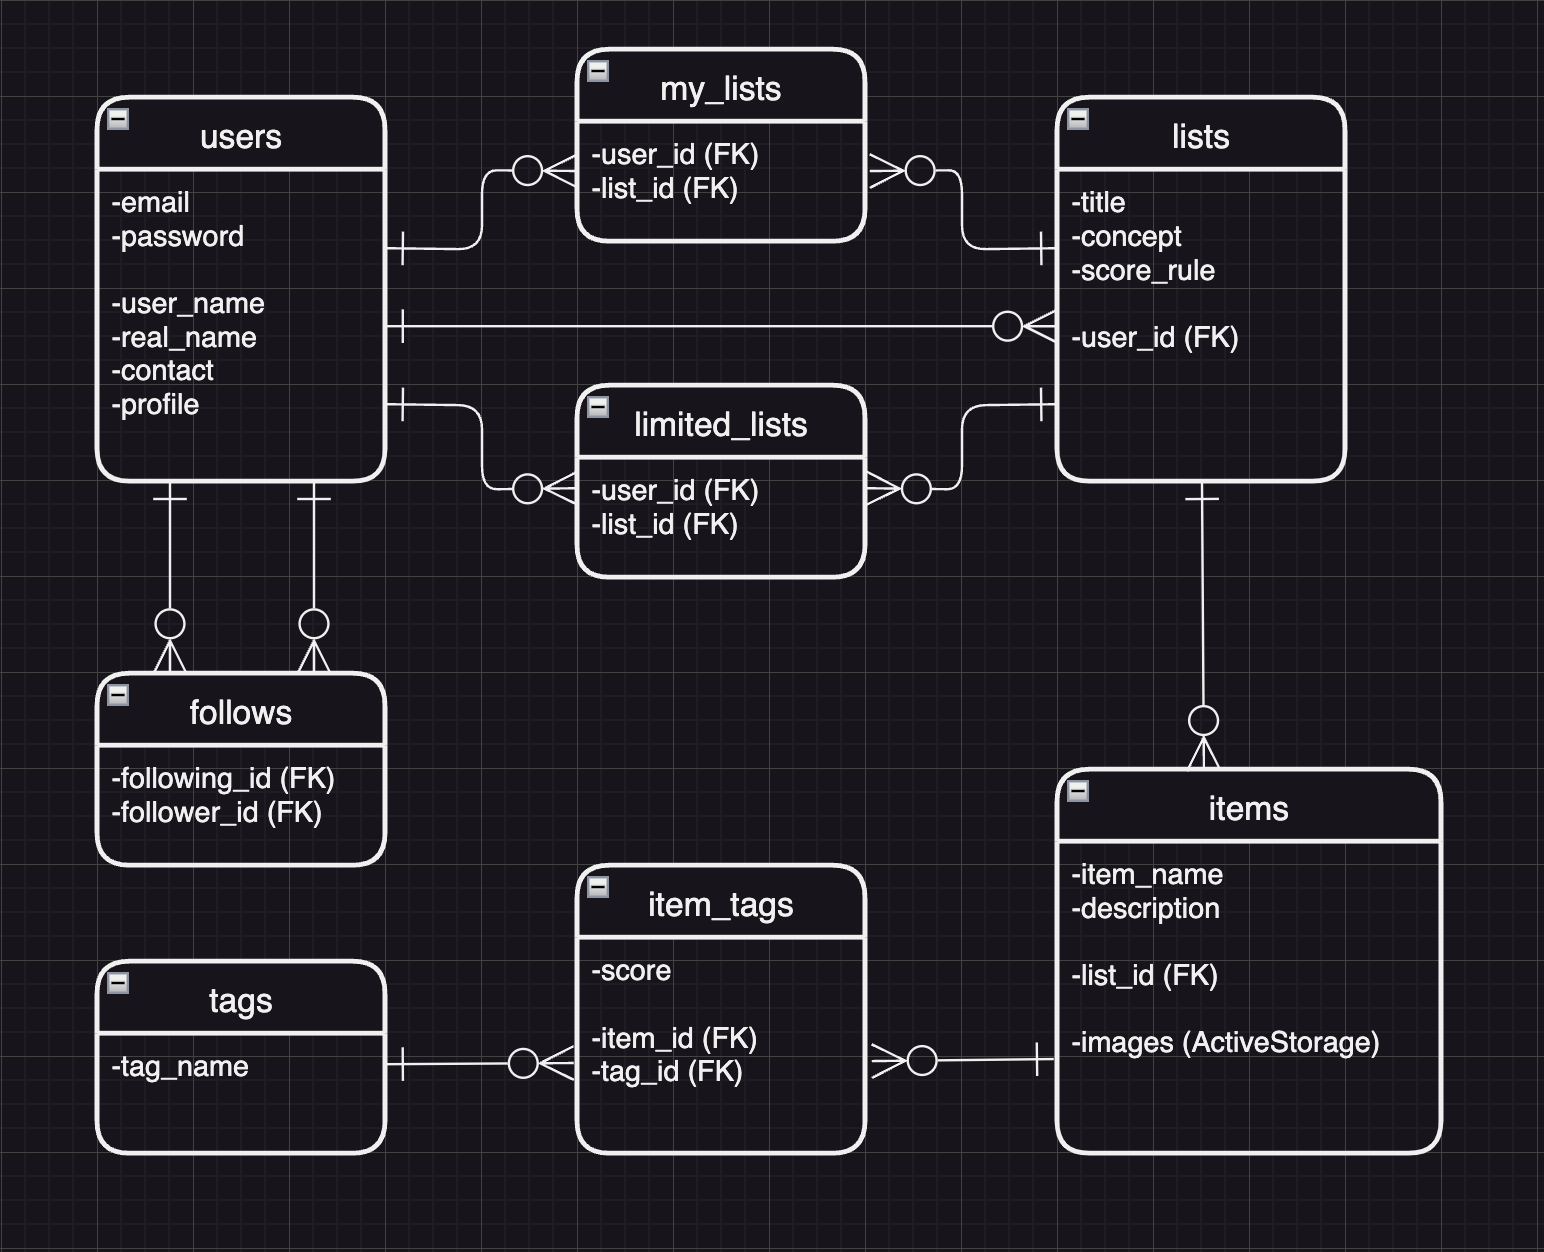 users
-email
-password
-user_name
-real_name
-contact
-profile
my_lists
-user_id (FK)
-list_id (FK)
lists
-title
-concept
-score_rule
-user_id (FK)
limited_lists
-user_id (FK)
-list_id (FK)
follows
-following_id (FK)
-follower_id (FK)
items
-item_name
-description
-list_id (FK)
-images (ActiveStorage)
item_tags
-score
-item_id (FK)
-tag_id (FK)
tags
-tag_name